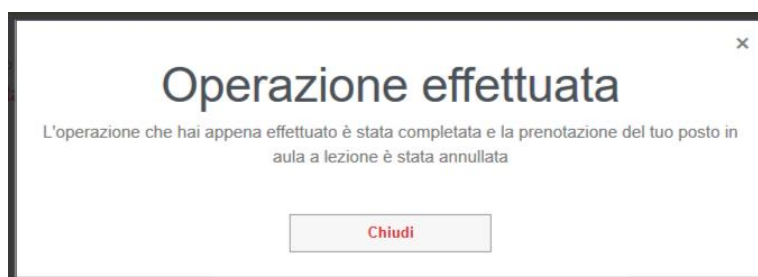 ×
Operazione effettuata
L'operazione che hai appena effettuato è stata completata e la prenotazione del tuo posto in
aula a lezione è stata annullata
Chiudi